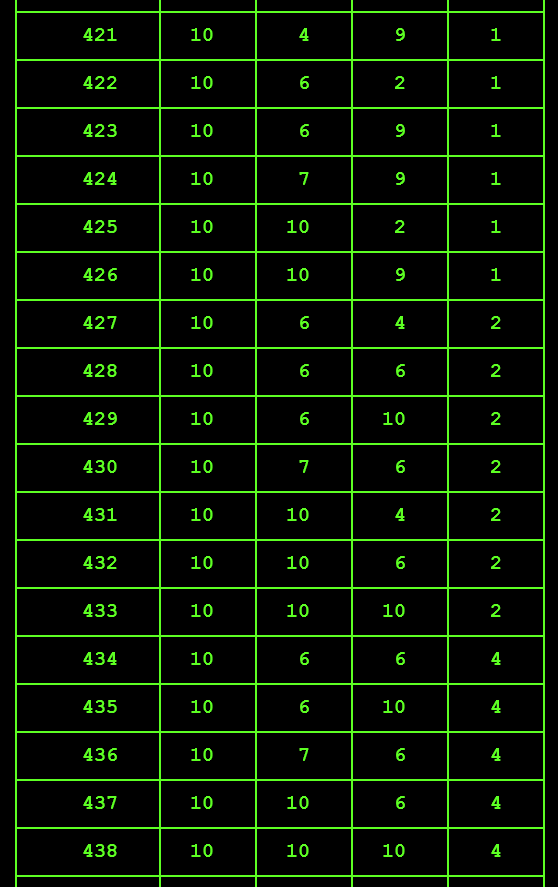 421 10 4 9 1
422 10 6 2 1
423 10 6 9 1
424 10 7 9 1
425 10 10 2 1
426 10 10 9 1
427 10 6 4 2
428 10 6 6 2
429 10 6 10 2
430 10 7 6 2
431 10 10 4 2
432 10 10 6 2
433 10 10 10 2
434 10 6 6 4
435 10 6 10 4
436 10 7 6 4
437 10 10 6 4
438 10 10 10 4